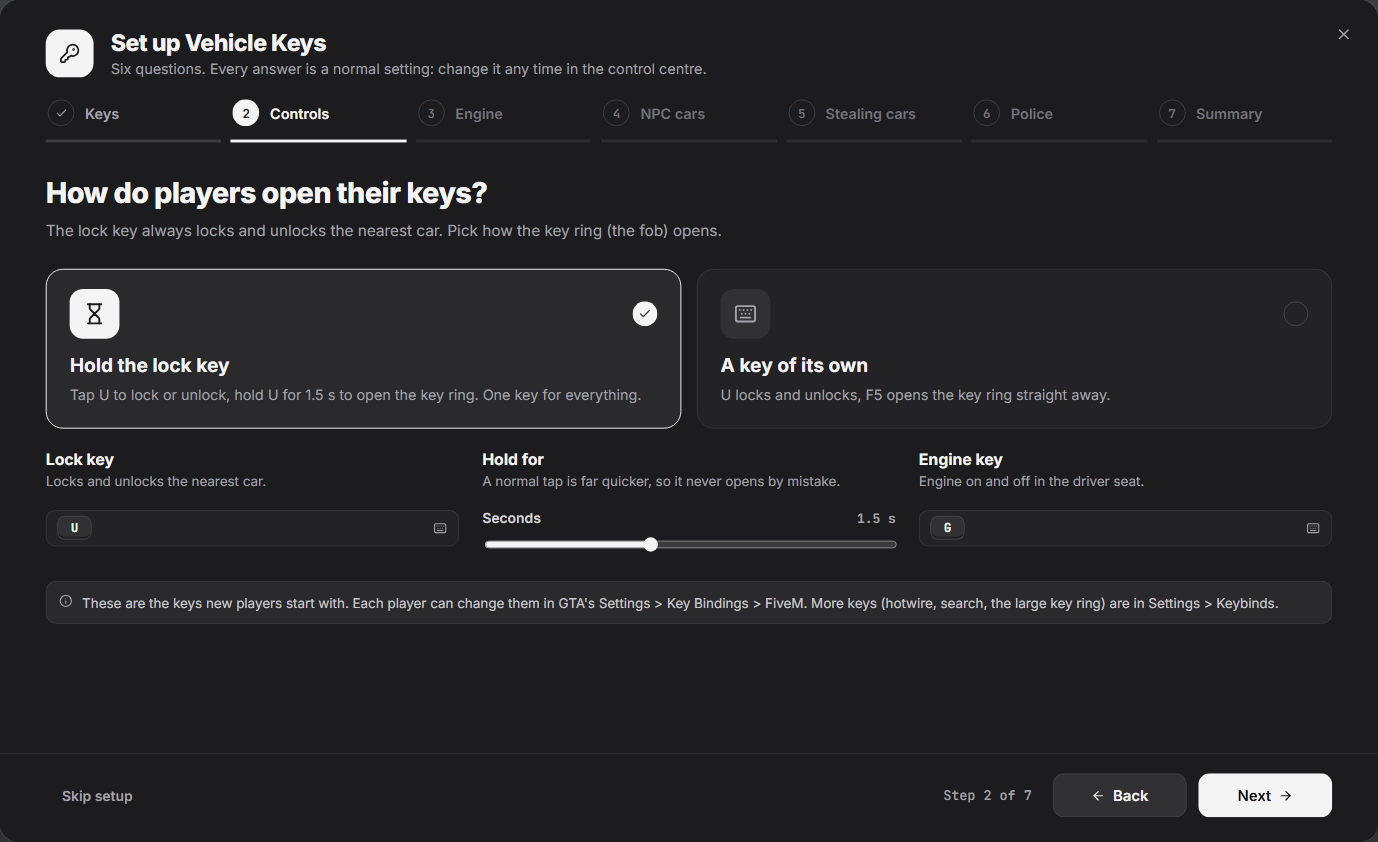 Set up Vehicle Keys
Six questions. Every answer is a normal setting: change it any time in the control centre.
Keys
2 Controls
3 Engine
4 NPC cars
5 Stealing cars
6 Police
7 Summary
How do players open their keys?
The lock key always locks and unlocks the nearest car. Pick how the key ring (the fob) opens.
Hold the lock key
Tap U to lock or unlock, hold U for 1.5 s to open the key ring. One key for everything.
A key of its own
U locks and unlocks, F5 opens the key ring straight away.
Lock key
Locks and unlocks the nearest car.
U
Hold for
A normal tap is far quicker, so it never opens by mistake.
Seconds 1.5 s
Engine key
Engine on and off in the driver seat.
G
These are the keys new players start with. Each player can change them in GTA's Settings > Key Bindings > FiveM. More keys (hotwire, search, the large key ring) are in Settings > Keybinds.
Skip setup
Step 2 of 7
← Back
Next →